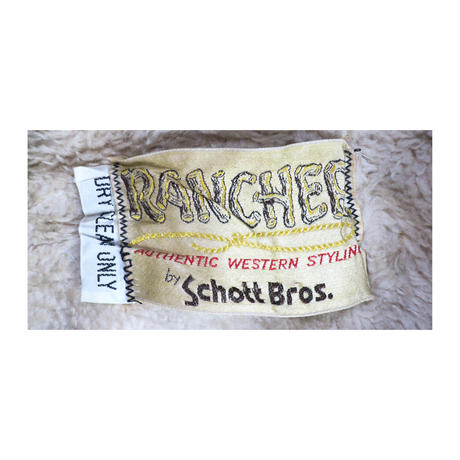 RANCHER
AUTHENTIC WESTERN STYLING
by Schott Bros.
DRY CLEAN ONLY